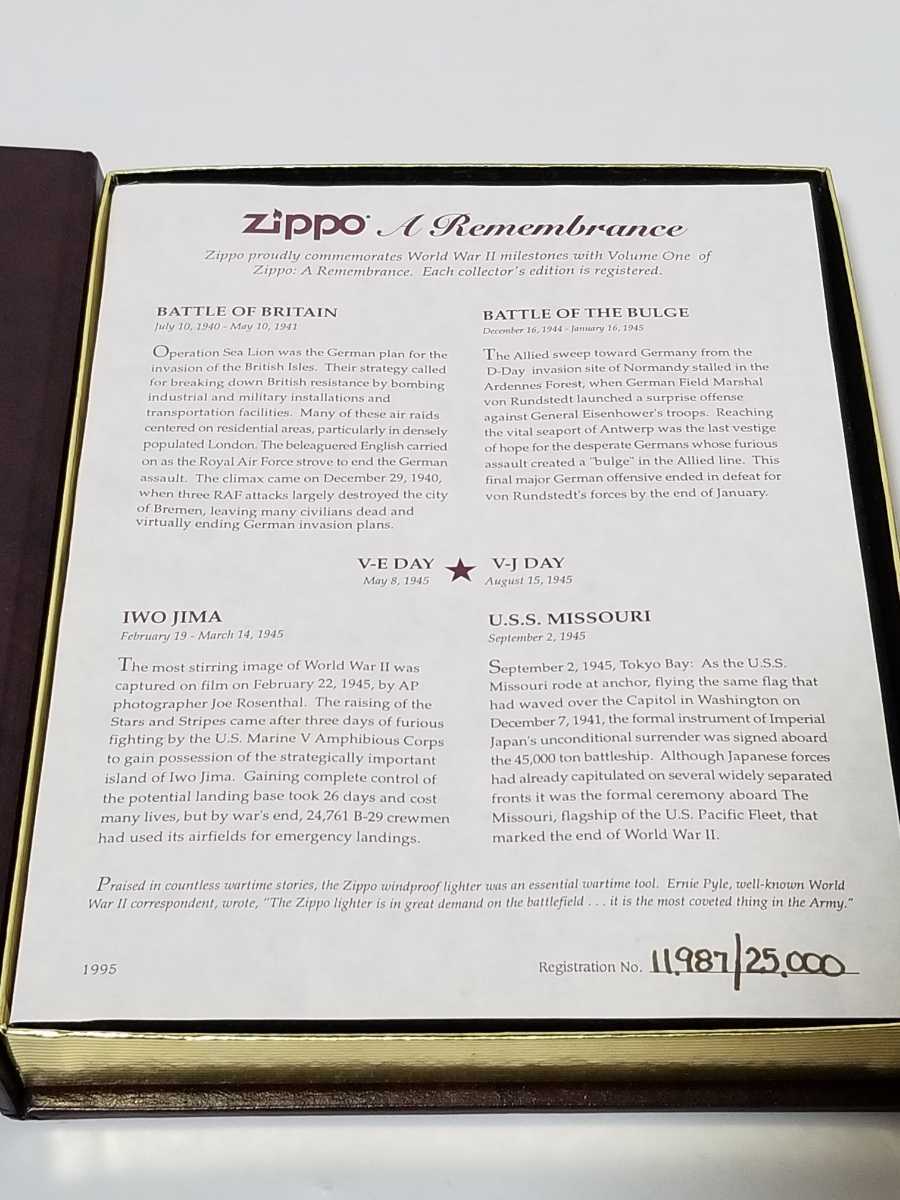 Zippo A Remembrance
Zippo proudly commemorates World War II milestones with Volume One of
Zippo: A Remembrance. Each collector's edition is registered.
BATTLE OF BRITAIN
July 10, 1940 - May 10, 1941
Operation Sea Lion was the German plan for the
invasion of the British Isles. Their strategy called
for breaking down British resistance by bombing
industrial and military installations and
transportation facilities. Many of these air raids
centered on residential areas, particularly in densely
populated London. The beleaguered English carried
on as the Royal Air Force strove to end the German
assault. The climax came on December 29, 1940,
when three RAF attacks largely destroyed the city
of Bremen, leaving many civilians dead and
virtually ending German invasion plans.
BATTLE OF THE BULGE
December 16, 1944 - January 16, 1945
The Allied sweep toward Germany from the
D-Day invasion site of Normandy stalled in the
Ardennes Forest, when German Field Marshal
von Rundstedt launched a surprise offense
against General Eisenhower's troops. Reaching
the vital seaport of Antwerp was the last vestige
of hope for the desperate Germans whose furious
assault created a "bulge" in the Allied line. This
final major German offensive ended in defeat for
von Rundstedt's forces by the end of January.
V-E DAY ★ V-J DAY
May 8, 1945 August 15, 1945
IWO JIMA
February 19 - March 14, 1945
The most stirring image of World War II was
captured on film on February 22, 1945, by AP
photographer Joe Rosenthal. The raising of the
Stars and Stripes came after three days of furious
fighting by the U.S. Marine V Amphibious Corps
to gain possession of the strategically important
island of Iwo Jima. Gaining complete control of
the potential landing base took 26 days and cost
many lives, but by war's end, 24,761 B-29 crewmen
had used its airfields for emergency landings.
U.S.S. MISSOURI
September 2, 1945
September 2, 1945, Tokyo Bay: As the U.S.S.
Missouri rode at anchor, flying the same flag that
had waved over the Capitol in Washington on
December 7, 1941, the formal instrument of Imperial
Japan's unconditional surrender was signed aboard
the 45,000 ton battleship. Although Japanese forces
had already capitulated on several widely separated
fronts it was the formal ceremony aboard The
Missouri, flagship of the U.S. Pacific Fleet, that
marked the end of World War II.
Praised in countless wartime stories, the Zippo windproof lighter was an essential wartime tool. Ernie Pyle, well-known World
War II correspondent, wrote, "The Zippo lighter is in great demand on the battlefield . . . it is the most coveted thing in the Army."
1995
Registration No. 11,987/25,000